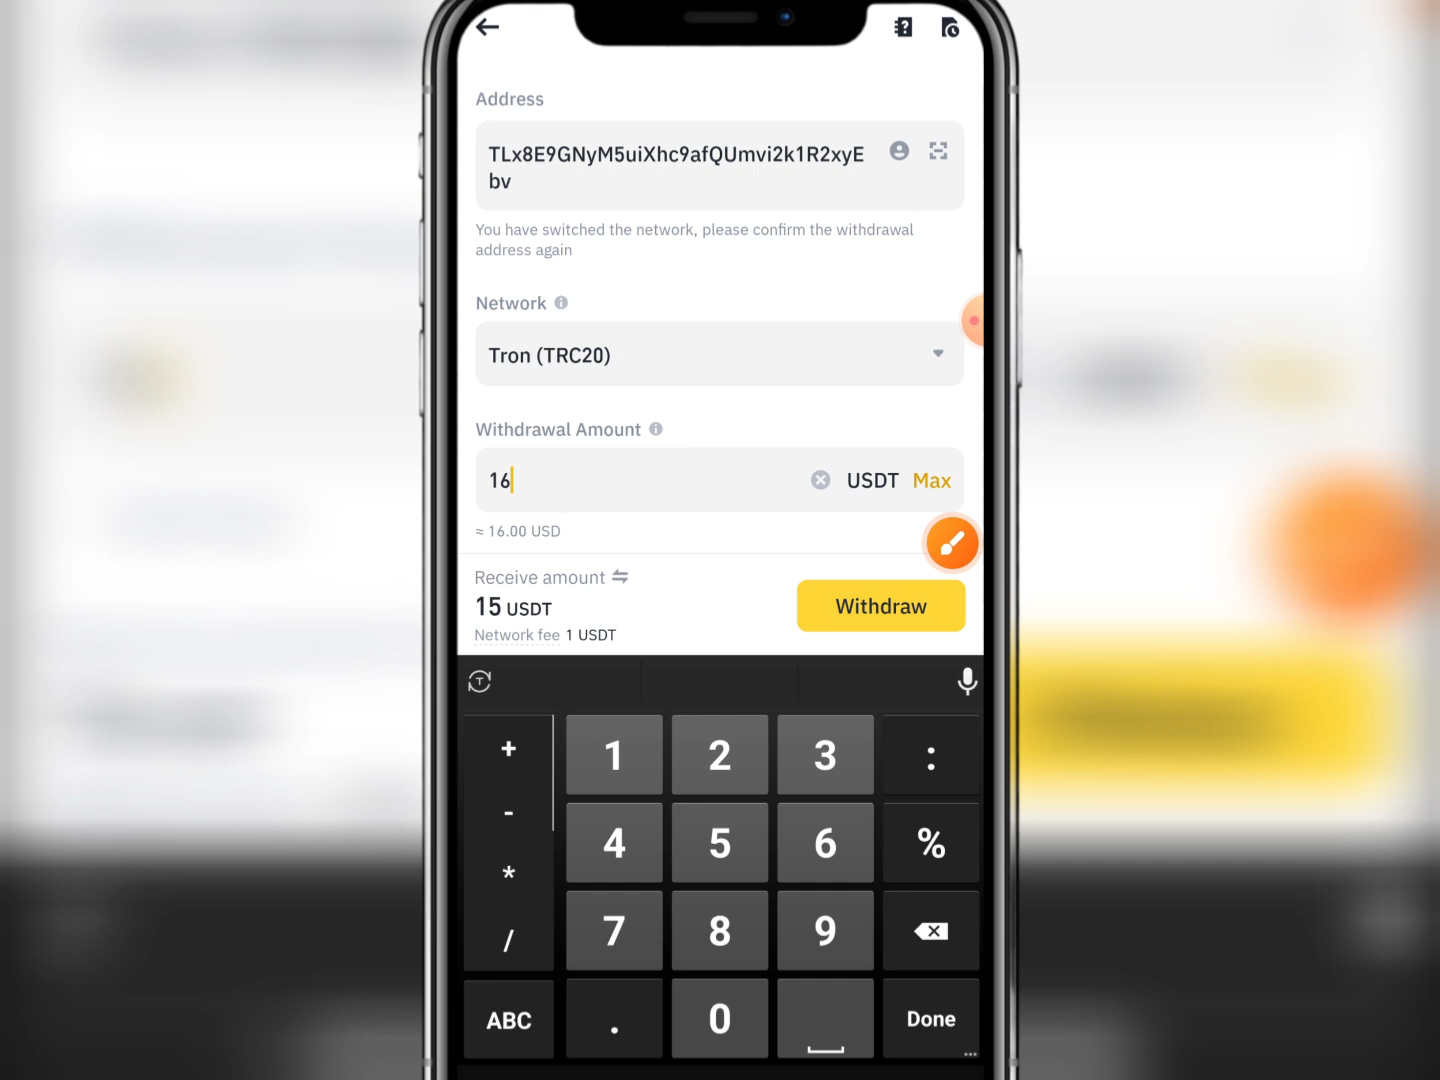 Address
TLx8E9GNyM5uiXhc9afQUmvi2k1R2xyE
bv
You have switched the network, please confirm the withdrawal
address again
Network
Tron (TRC20)
Withdrawal Amount
16 USDT Max
≈ 16.00 USD
Receive amount
15 USDT
Withdraw
Network fee 1 USDT
+ 1 2 3 :
- 4 5 6 %
* 7 8 9
/
ABC . 0 Done